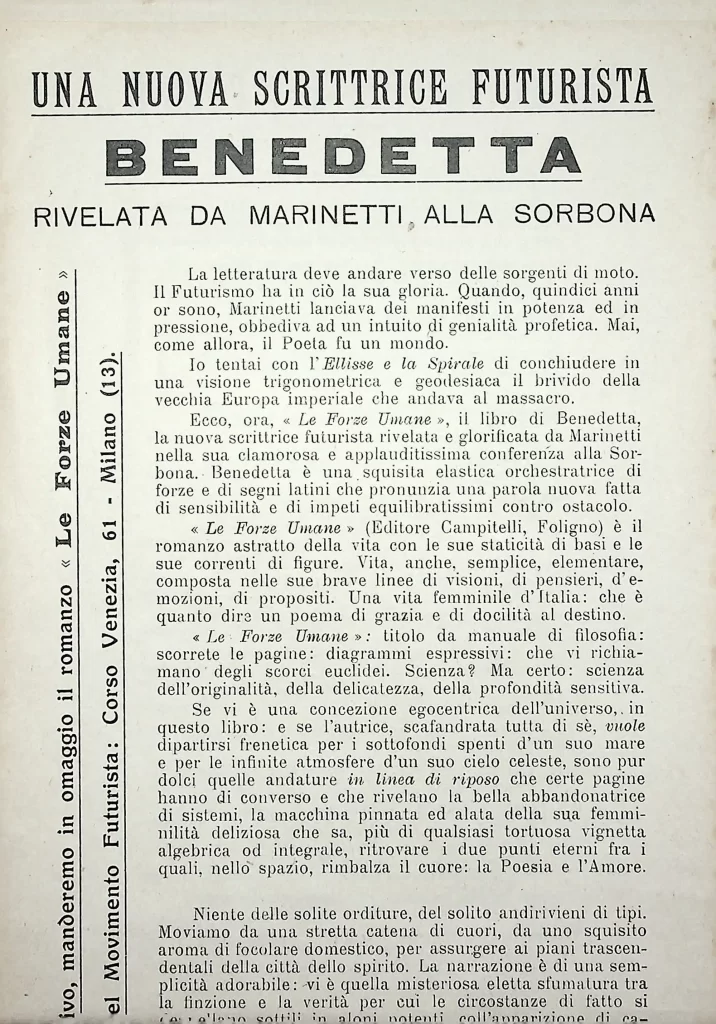 UNA NUOVA SCRITTRICE FUTURISTA
BENEDETTA
RIVELATA DA MARINETTI ALLA SORBONA
ivo, manderemo in omaggio il romanzo « Le Forze Umane »
el Movimento Futurista: Corso Venezia, 61 - Milano (13).
La letteratura deve andare verso delle sorgenti di moto.
Il Futurismo ha in ciò la sua gloria. Quando, quindici anni
or sono, Marinetti lanciava dei manifesti in potenza ed in
pressione, obbediva ad un intuito di genialità profetica. Mai,
come allora, il Poeta fu un mondo.
Io tentai con l'Ellisse e la Spirale di conchiudere in
una visione trigonometrica e geodesiaca il brivido della
vecchia Europa imperiale che andava al massacro.
Ecco, ora, « Le Forze Umane », il libro di Benedetta,
la nuova scrittrice futurista rivelata e glorificata da Marinetti
nella sua clamorosa e applauditissima conferenza alla Sor-
bona. Benedetta è una squisita elastica orchestratrice di
forze e di segni latini che pronunzia una parola nuova fatta
di sensibilità e di impeti equilibratissimi contro ostacolo.
« Le Forze Umane » (Editore Campitelli, Foligno) è il
romanzo astratto della vita con le sue staticità di basi e le
sue correnti di figure. Vita, anche, semplice, elementare,
composta nelle sue brave linee di visioni, di pensieri, d'e-
mozioni, di propositi. Una vita femminile d'Italia: che è
quanto dire un poema di grazia e di docilità al destino.
« Le Forze Umane »: titolo da manuale di filosofia:
scorrete le pagine: diagrammi espressivi: che vi richia-
mano degli scorci euclidei. Scienza? Ma certo: scienza
dell'originalità, della delicatezza, della profondità sensitiva.
Se vi è una concezione egocentrica dell'universo, in
questo libro: e se l'autrice, scafandrata tutta di sè, vuole
dipartirsi frenetica per i sottofondi spenti d'un suo mare
e per le infinite atmosfere d'un suo cielo celeste, sono pur
dolci quelle andature in linea di riposo che certe pagine
hanno di converso e che rivelano la bella abbandonatrice
di sistemi, la macchina pinnata ed alata della sua femmi-
nilità deliziosa che sa, più di qualsiasi tortuosa vignetta
algebrica od integrale, ritrovare i due punti eterni fra i
quali, nello spazio, rimbalza il cuore: la Poesia e l'Amore.
Niente delle solite orditure, del solito andirivieni di tipi.
Moviamo da una stretta catena di cuori, da uno squisito
aroma di focolare domestico, per assurgere ai piani trascen-
dentali della città dello spirito. La narrazione è di una sem-
plicità adorabile: vi è quella misteriosa eletta sfumatura tra
la finzione e la verità per cui le circostanze di fatto si
sottili in aloni potenti coll'apparizione di ca-